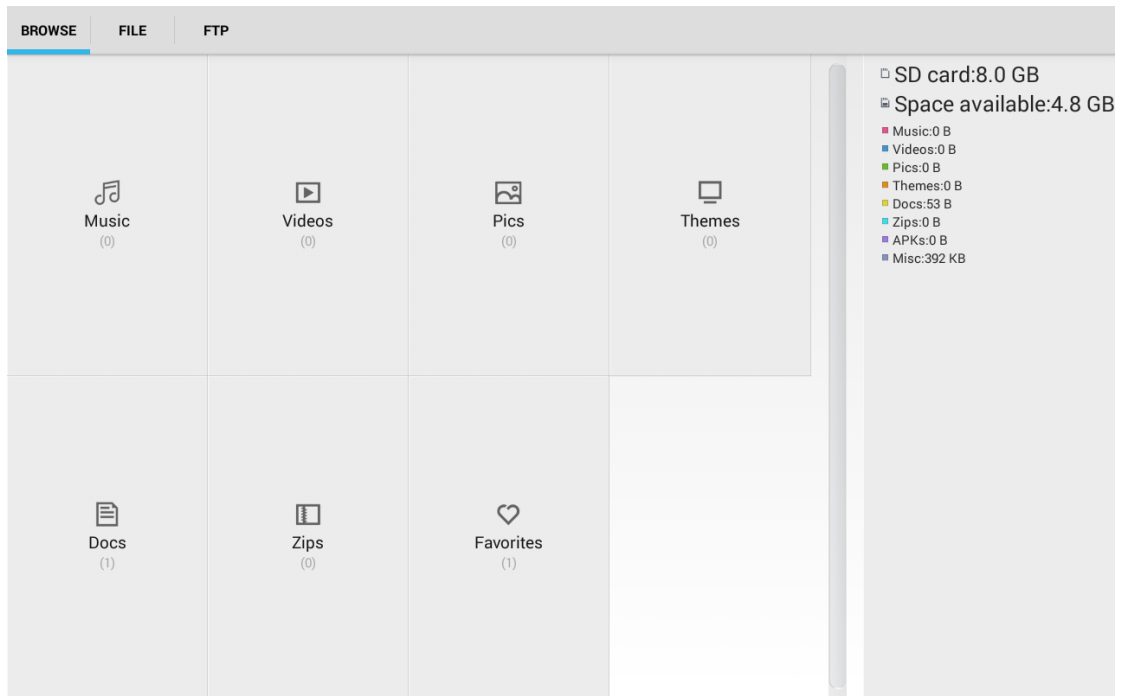 BROWSE FILE FTP
Music
(0)
Videos
(0)
Pics
(0)
Themes
(0)
Docs
(1)
Zips
(0)
Favorites
(1)
SD card:8.0 GB
Space available:4.8 GB
Music:0 B
Videos:0 B
Pics:0 B
Themes:0 B
Docs:53 B
Zips:0 B
APKs:0 B
Misc:392 KB